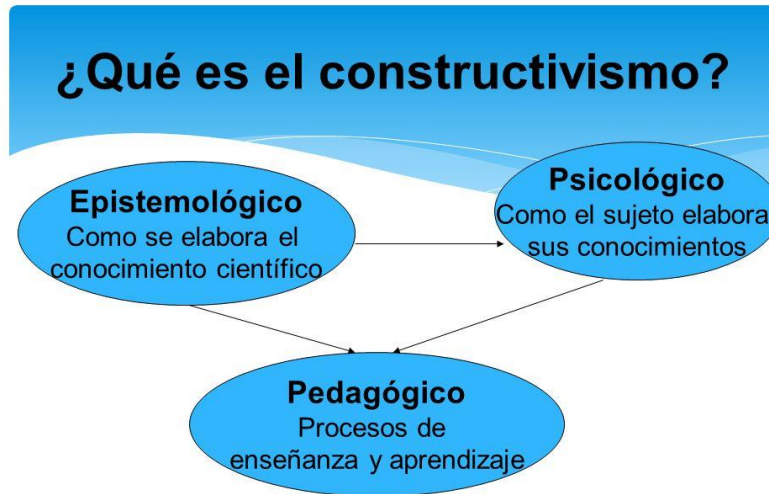 ¿Qué es el constructivismo?
Epistemológico
Como se elabora el
conocimiento científico
Psicológico
Como el sujeto elabora
sus conocimientos
Pedagógico
Procesos de
enseñanza y aprendizaje